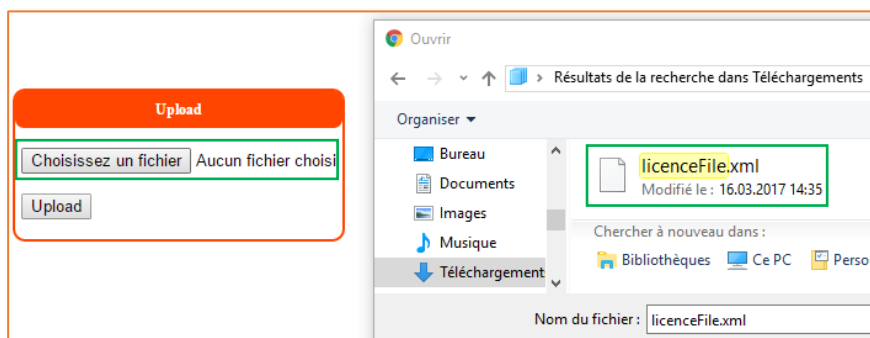 Upload
Choisissez un fichier Aucun fichier choisi
Upload
Ouvrir
Résultats de la recherche dans Téléchargements
Organiser
Bureau
Documents
Images
Musique
Téléchargement
licenceFile.xml
Modifié le : 16.03.2017 14:35
Chercher à nouveau dans :
Bibliothèques Ce PC Perso
Nom du fichier : licenceFile.xml